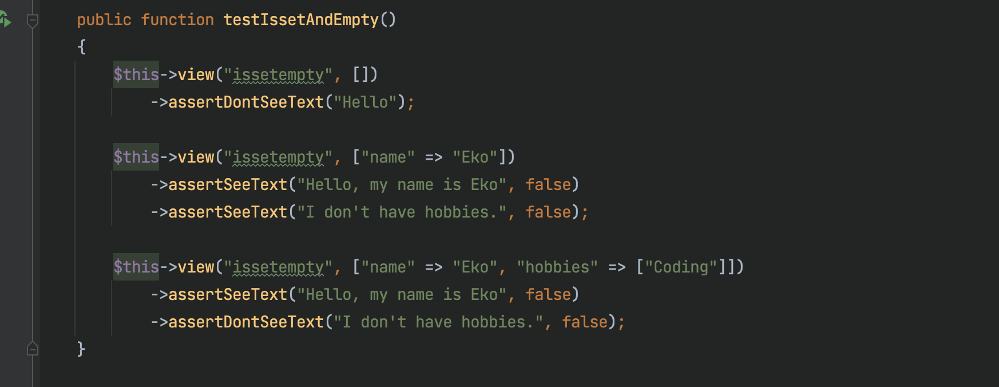 public function testIssetAndEmpty()
{
$this->view("issetempty", [])
->assertDontSeeText("Hello");
$this->view("issetempty", ["name" => "Eko"])
->assertSeeText("Hello, my name is Eko", false)
->assertSeeText("I don't have hobbies.", false);
$this->view("issetempty", ["name" => "Eko", "hobbies" => ["Coding"]])
->assertSeeText("Hello, my name is Eko", false)
->assertDontSeeText("I don't have hobbies.", false);
}